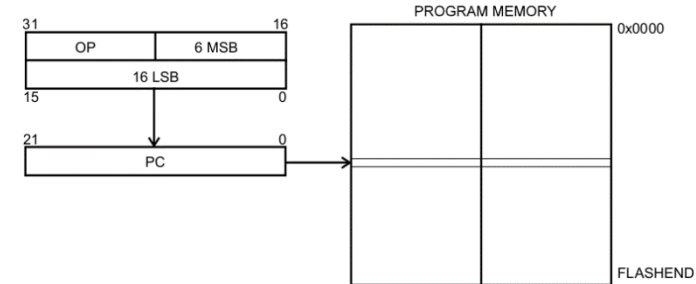 PROGRAM MEMORY
31 16 0x0000
OP 6 MSB
16 LSB
15 0
21 0
PC
FLASHEND